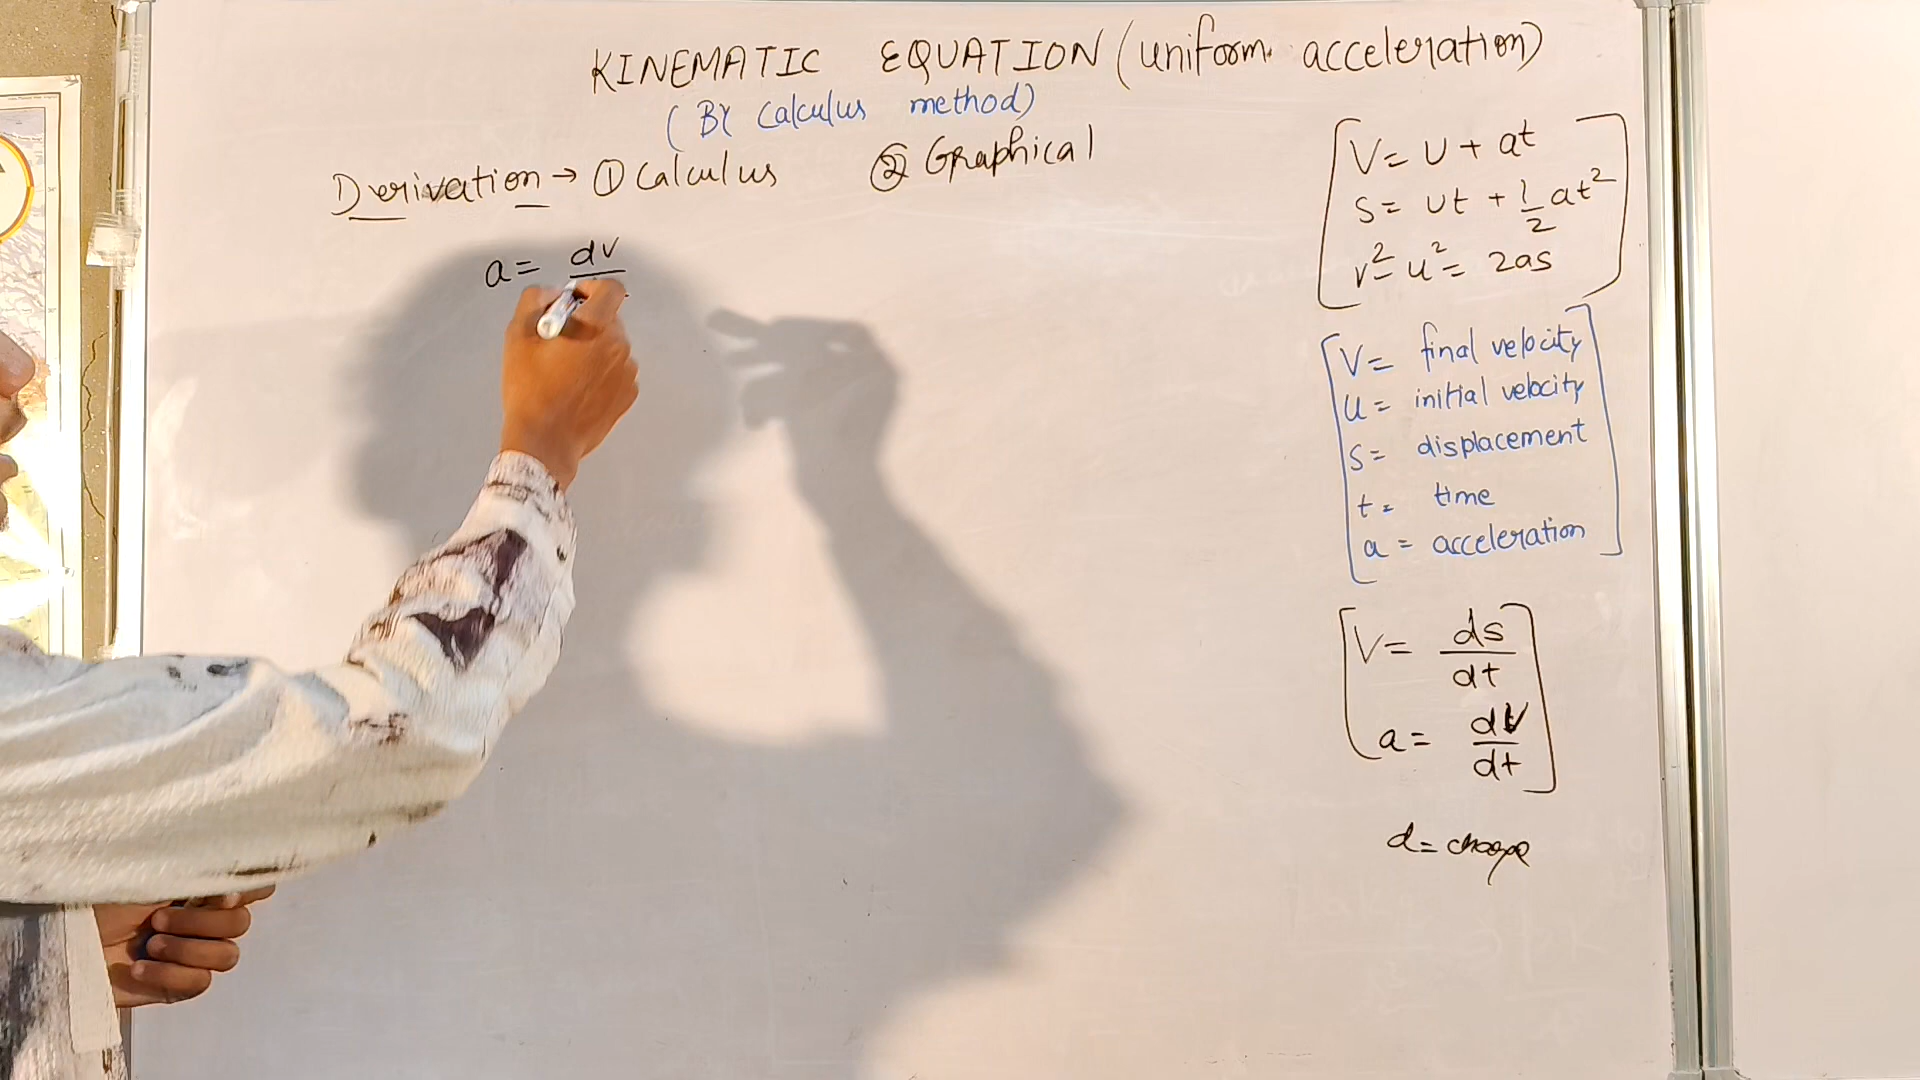 KINEMATIC EQUATION (uniform acceleration)
(BY calculus method)
Derivation → ① Calculus ② Graphical
a = dv
V = U + at
S = Ut + 1/2 at²
v² - u² = 2as
V = final velocity
U = initial velocity
S = displacement
t = time
a = acceleration
V = ds/dt
a = dV/dt
d =